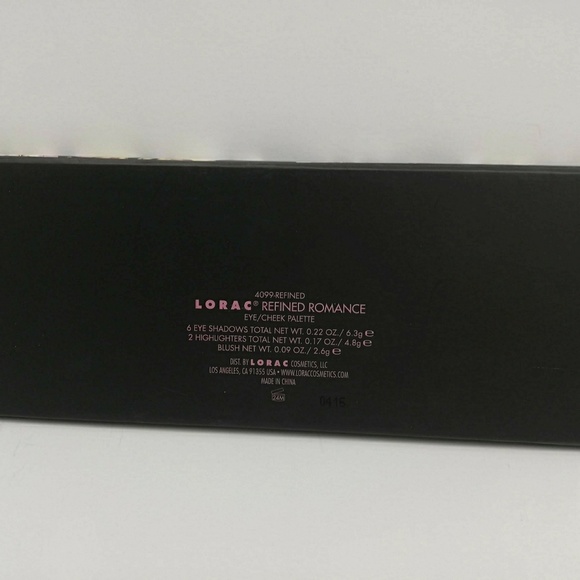 4099-REFINED
LORAC® REFINED ROMANCE
EYE/CHEEK PALETTE
6 EYE SHADOWS TOTAL NET WT. 0.22 OZ./ 6.3g ℮
2 HIGHLIGHTERS TOTAL NET WT. 0.17 OZ./ 4.8g ℮
BLUSH NET WT. 0.09 OZ./ 2.6g ℮
DIST. BY LORAC COSMETICS, LLC
LOS ANGELES, CA 91355 USA • WWW.LORACCOSMETICS.COM
MADE IN CHINA
24M